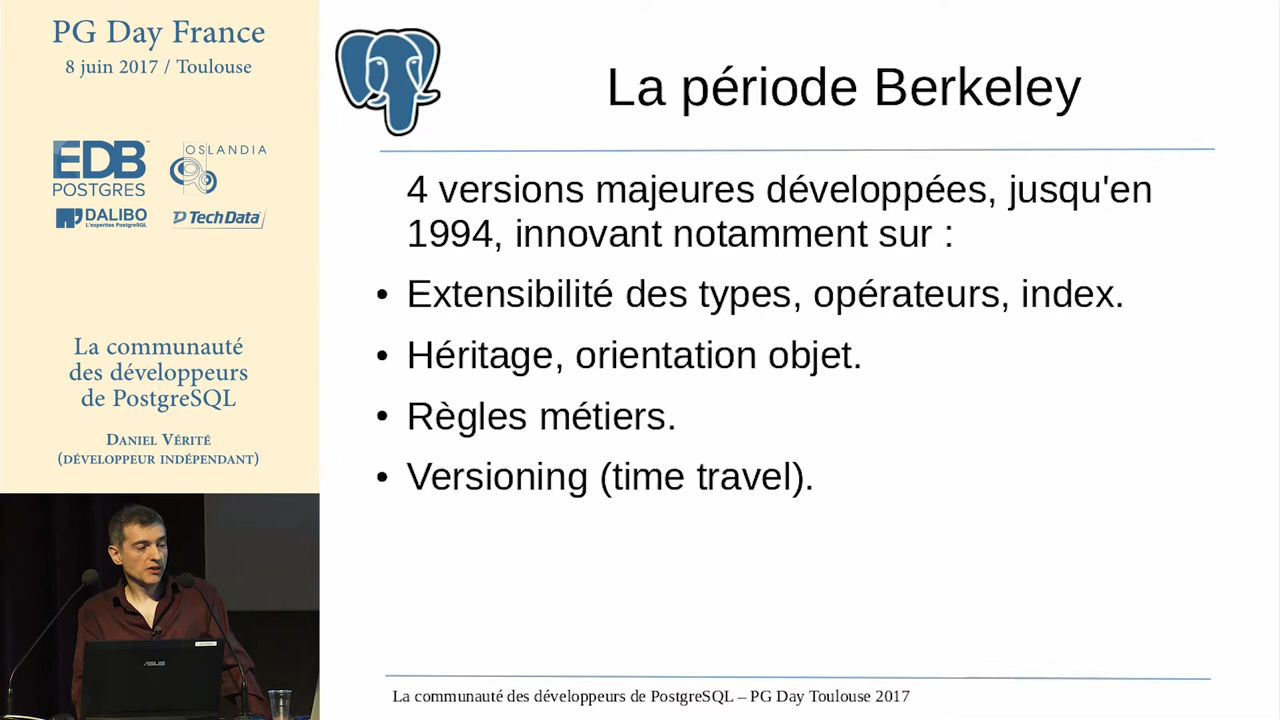 PG Day France
8 juin 2017 / Toulouse
EDB
POSTGRES
OSLANDIA
DALIBO
L'expertise PostgreSQL
TechData
La communauté
des développeurs
de PostgreSQL
Daniel Vérité
(développeur indépendant)
La période Berkeley
4 versions majeures développées, jusqu'en
1994, innovant notamment sur :
• Extensibilité des types, opérateurs, index.
• Héritage, orientation objet.
• Règles métiers.
• Versioning (time travel).
ASUS
La communauté des développeurs de PostgreSQL – PG Day Toulouse 2017